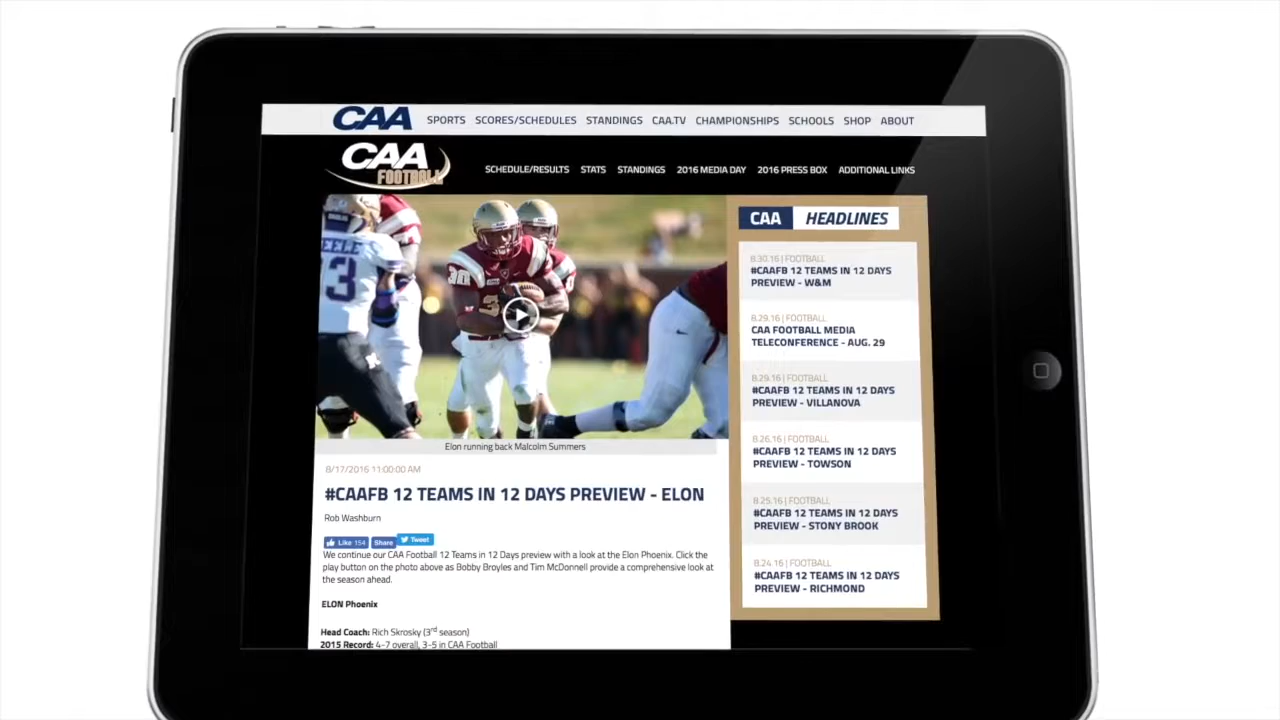 CAA SPORTS SCORES/SCHEDULES STANDINGS CAA.TV CHAMPIONSHIPS SCHOOLS SHOP ABOUT
CAA
FOOTBALL
SCHEDULE/RESULTS STATS STANDINGS 2016 MEDIA DAY 2016 PRESS BOX ADDITIONAL LINKS
30
3
Elon running back Malcolm Summers
8/17/2016 11:00:00 AM
#CAAFB 12 TEAMS IN 12 DAYS PREVIEW - ELON
Rob Washburn
Like 154 Share Tweet
We continue our CAA Football 12 Teams in 12 Days preview with a look at the Elon Phoenix. Click the
play button on the photo above as Bobby Broyles and Tim McDonnell provide a comprehensive look at
the season ahead.
ELON Phoenix
Head Coach: Rich Skrosky (3rd season)
2015 Record: 4-7 overall, 3-5 in CAA Football
CAA HEADLINES
8.30.16 | FOOTBALL
#CAAFB 12 TEAMS IN 12 DAYS
PREVIEW - W&M
8.29.16 | FOOTBALL
CAA FOOTBALL MEDIA
TELECONFERENCE - AUG. 29
8.29.16 | FOOTBALL
#CAAFB 12 TEAMS IN 12 DAYS
PREVIEW - VILLANOVA
8.26.16 | FOOTBALL
#CAAFB 12 TEAMS IN 12 DAYS
PREVIEW - TOWSON
8.25.16 | FOOTBALL
#CAAFB 12 TEAMS IN 12 DAYS
PREVIEW - STONY BROOK
8.24.16 | FOOTBALL
#CAAFB 12 TEAMS IN 12 DAYS
PREVIEW - RICHMOND